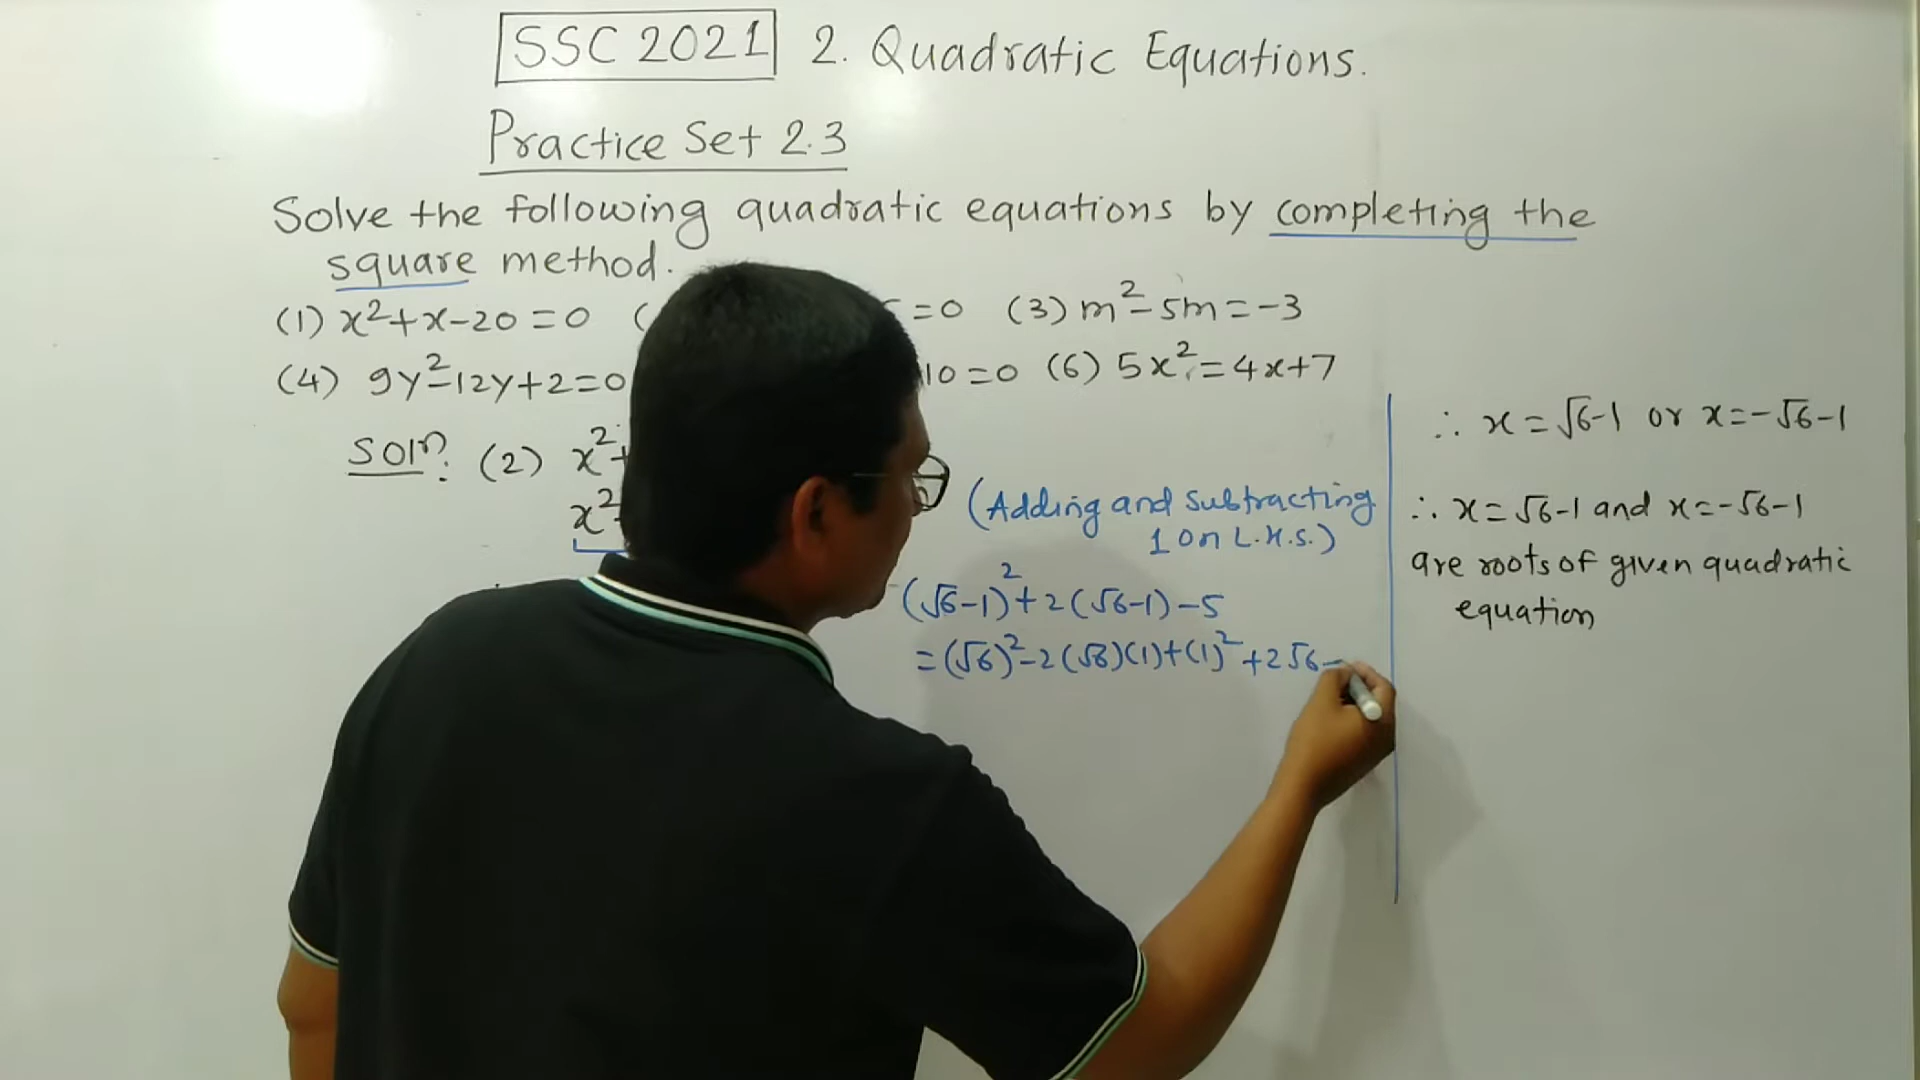 SSC 2021 2. Quadratic Equations.
Practice Set 2.3
Solve the following quadratic equations by completing the
square method.
(1) x²+x-20=0 ( =0 (3) m²-5m=-3
(4) 9y²-12y+2=0 10=0 (6) 5x²=4x+7
Solⁿ: (2) x²+
x²
(Adding and Subtracting
1 on L.H.S.)
(√6-1)²+2(√6-1)-5
=(√6)²-2(√6)(1)+(1)²+2√6-
∴ x=√6-1 or x=-√6-1
∴ x=√6-1 and x=-√6-1
are roots of given quadratic
equation